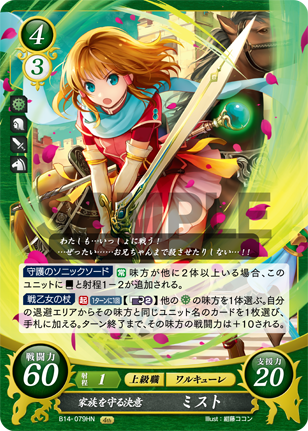 4
3
SAMPLE
わたしも…いっしょに戦う!
…ぜったい……お兄ちゃんまで殺させたりしない…!!
守護のソニックソード 常 味方が他に2体以上いる場合、この
ユニットに と射程1-2が追加される。
戦乙女の杖 起 1ターンに1回 2 他の の味方を1体選ぶ。自分
の退避エリアからその味方と同じユニット名のカードを1枚選び、
手札に加える。ターン終了まで、その味方の戦闘力は+10される。
戦闘力
60
射程 1 上級職 ワルキューレ
支援力
20
家族を守る決意 ミスト
B14-079HN Illust:紺藤ココン